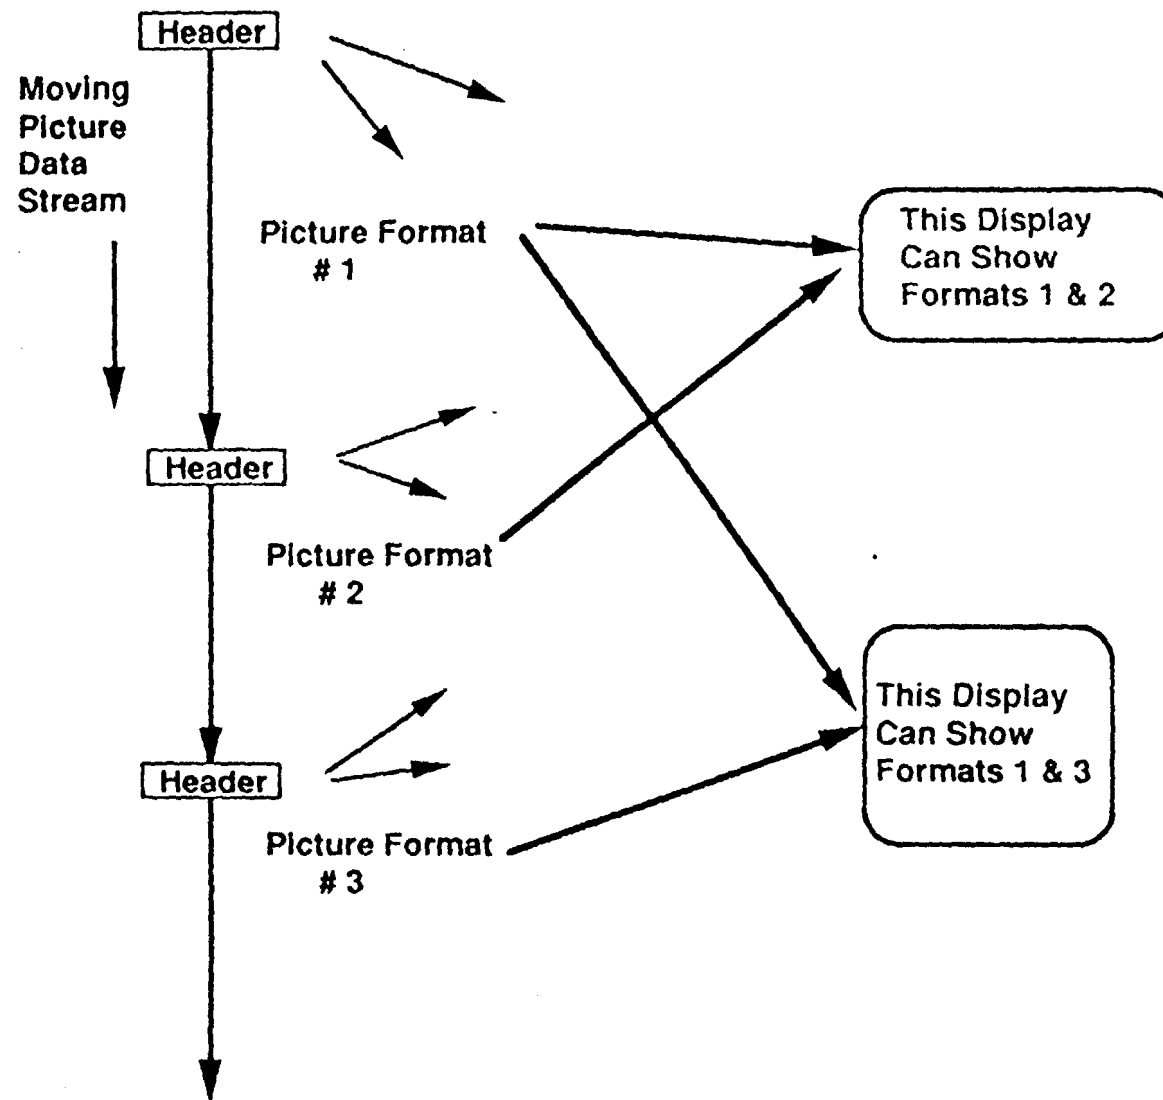 Header
Moving
Picture
Data
Stream
Picture Format
# 1
This Display
Can Show
Formats 1 & 2
Header
Picture Format
# 2
This Display
Can Show
Formats 1 & 3
Header
Picture Format
# 3